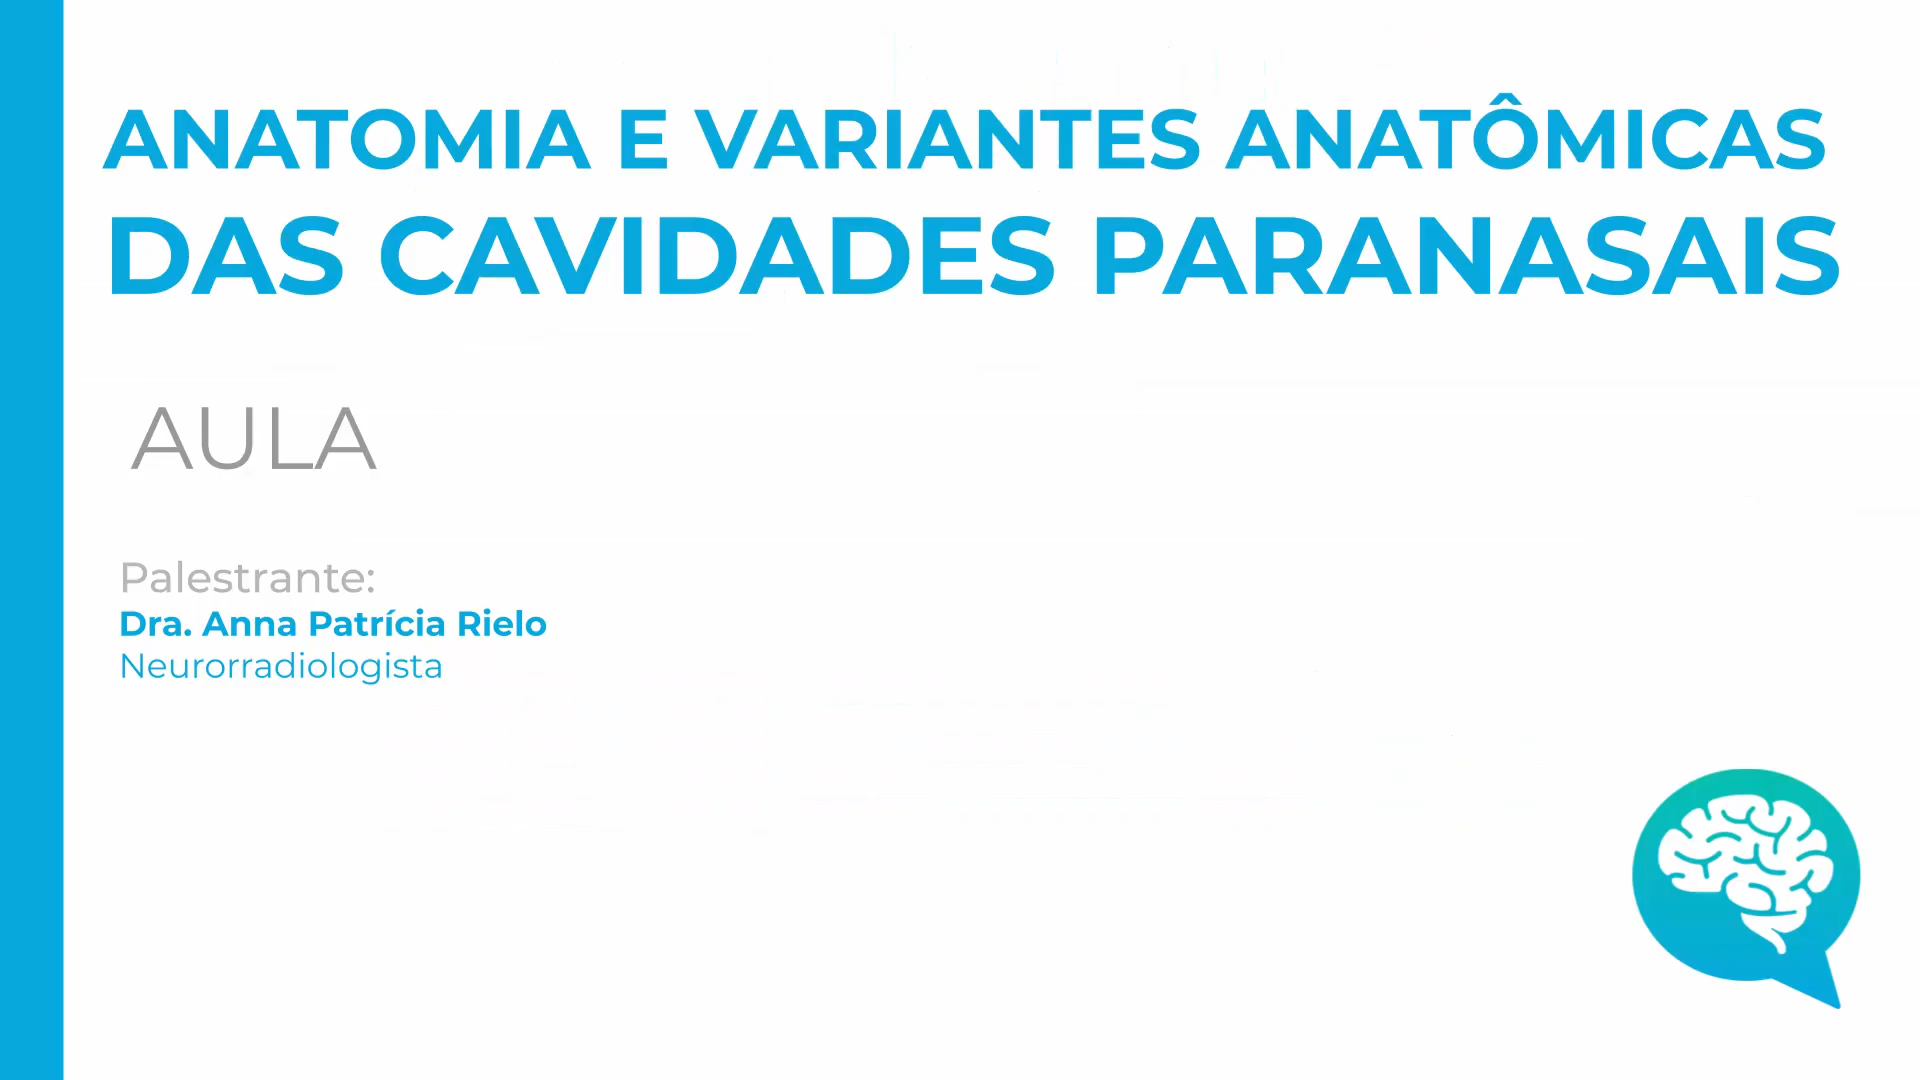 ANATOMIA E VARIANTES ANATÔMICAS
DAS CAVIDADES PARANASAIS
AULA
Palestrante:
Dra. Anna Patrícia Rielo
Neurorradiologista